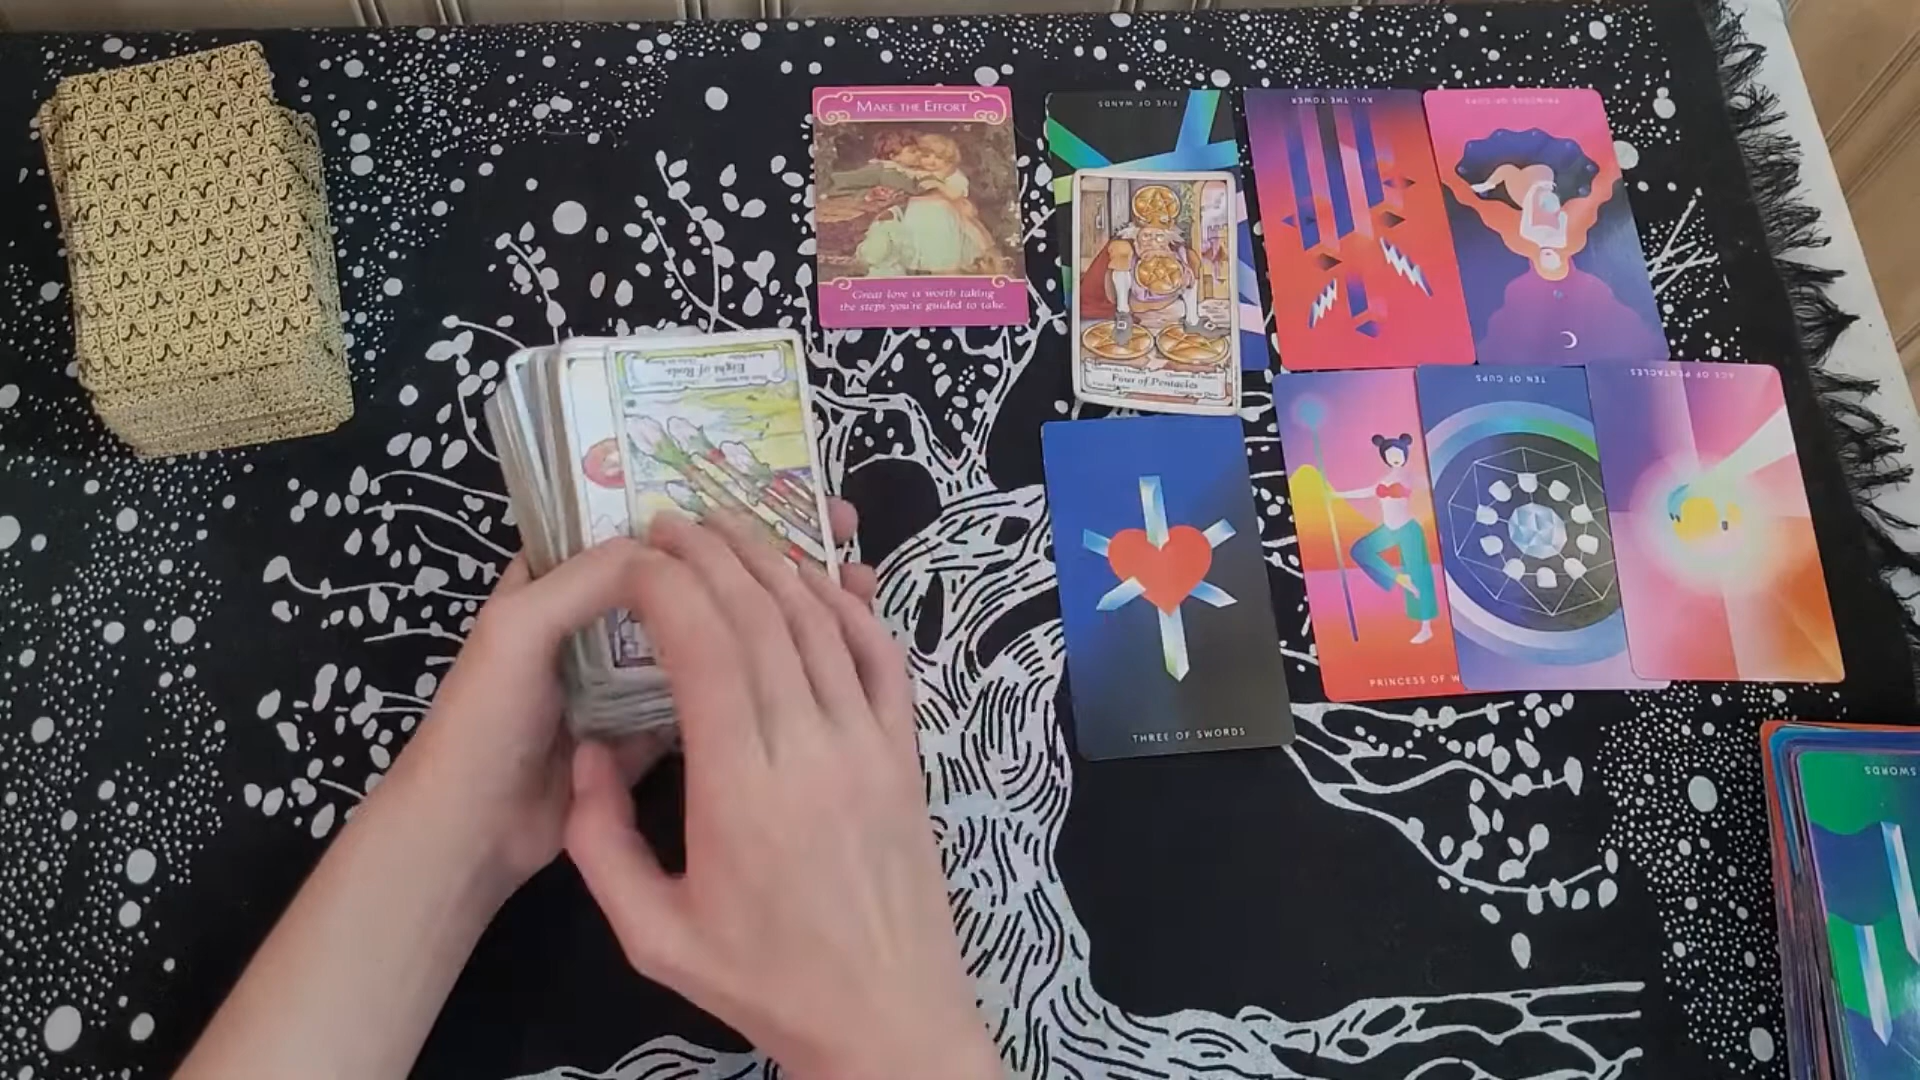 MAKE THE EFFORT
Great love is worth taking
the steps you're guided to take.
FIVE OF WANDS
XVI. THE TOWER
PRINCESS OF CUPS
Four of Pentacles
Eight of Rods
THREE OF SWORDS
PRINCESS OF W
TEN OF CUPS
ACE OF PENTACLES
SWORDS